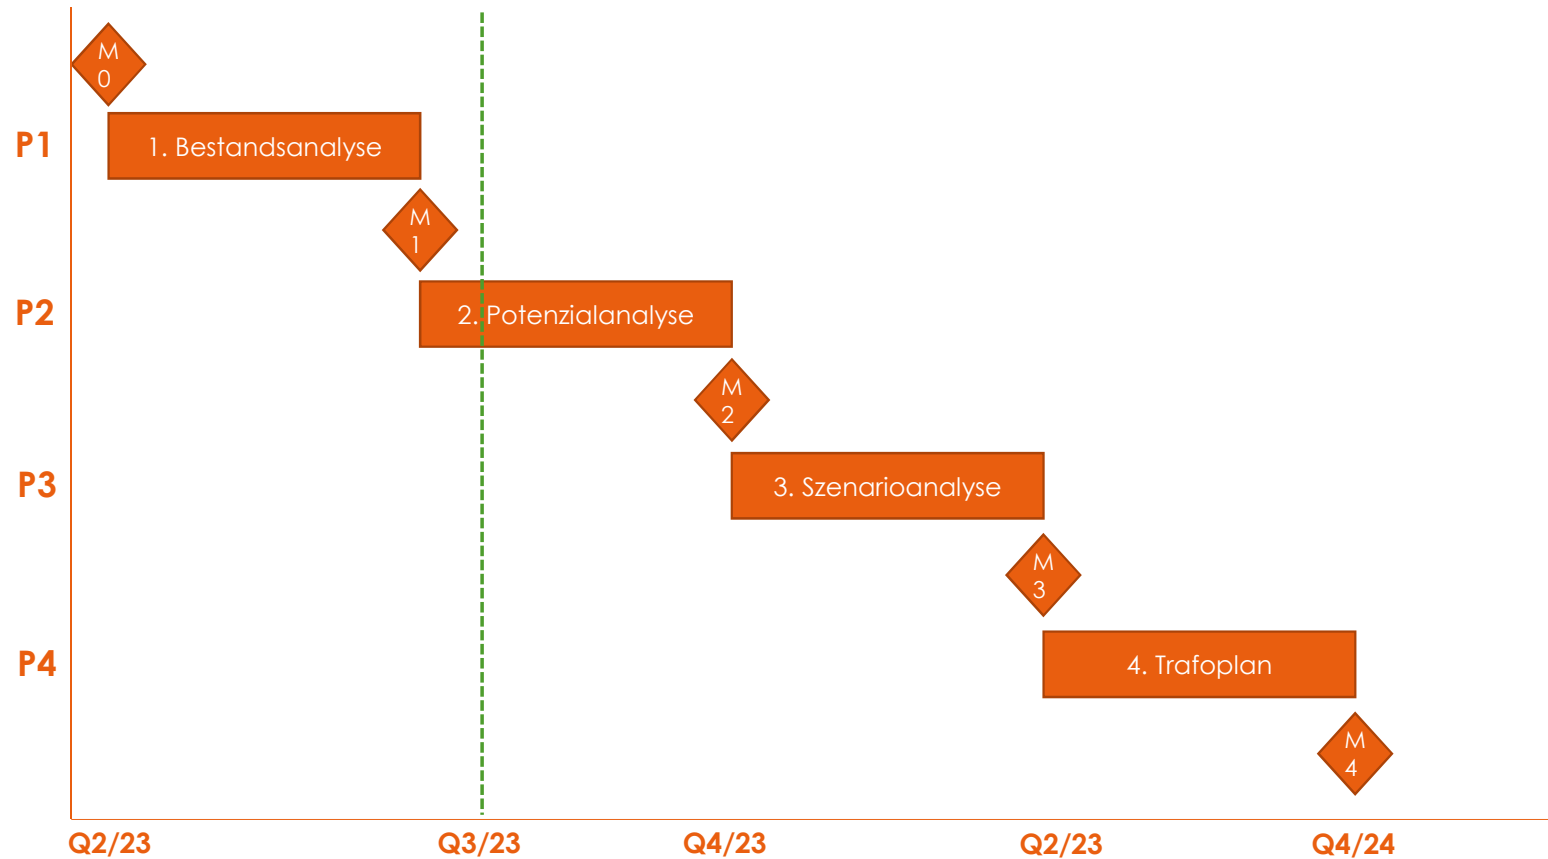 M
0
P1
1. Bestandsanalyse
M
1
P2
2. Potenzialanalyse
M
2
P3
3. Szenarioanalyse
M
3
P4
4. Trafoplan
M
4
Q2/23
Q3/23
Q4/23
Q2/23
Q4/24